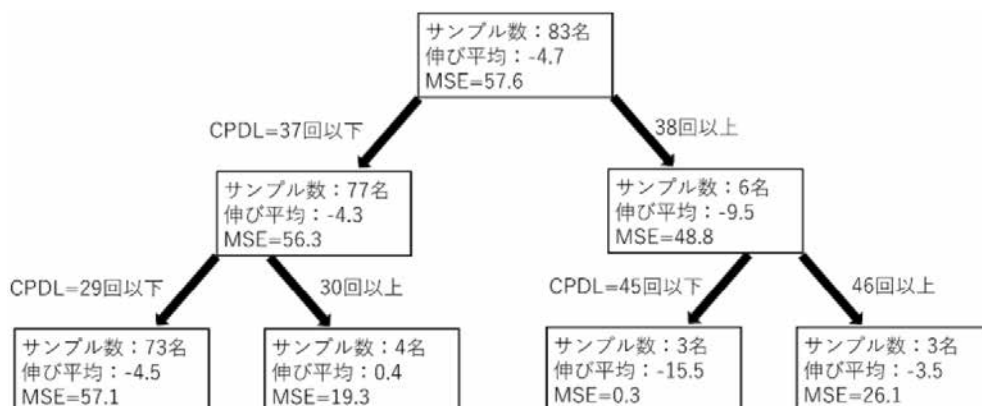 サンプル数：83名
伸び平均：-4.7
MSE=57.6
CPDL=37回以下
38回以上
サンプル数：77名
伸び平均：-4.3
MSE=56.3
サンプル数：6名
伸び平均：-9.5
MSE=48.8
CPDL=29回以下
30回以上
CPDL=45回以下
46回以上
サンプル数：73名
伸び平均：-4.5
MSE=57.1
サンプル数：4名
伸び平均：0.4
MSE=19.3
サンプル数：3名
伸び平均：-15.5
MSE=0.3
サンプル数：3名
伸び平均：-3.5
MSE=26.1